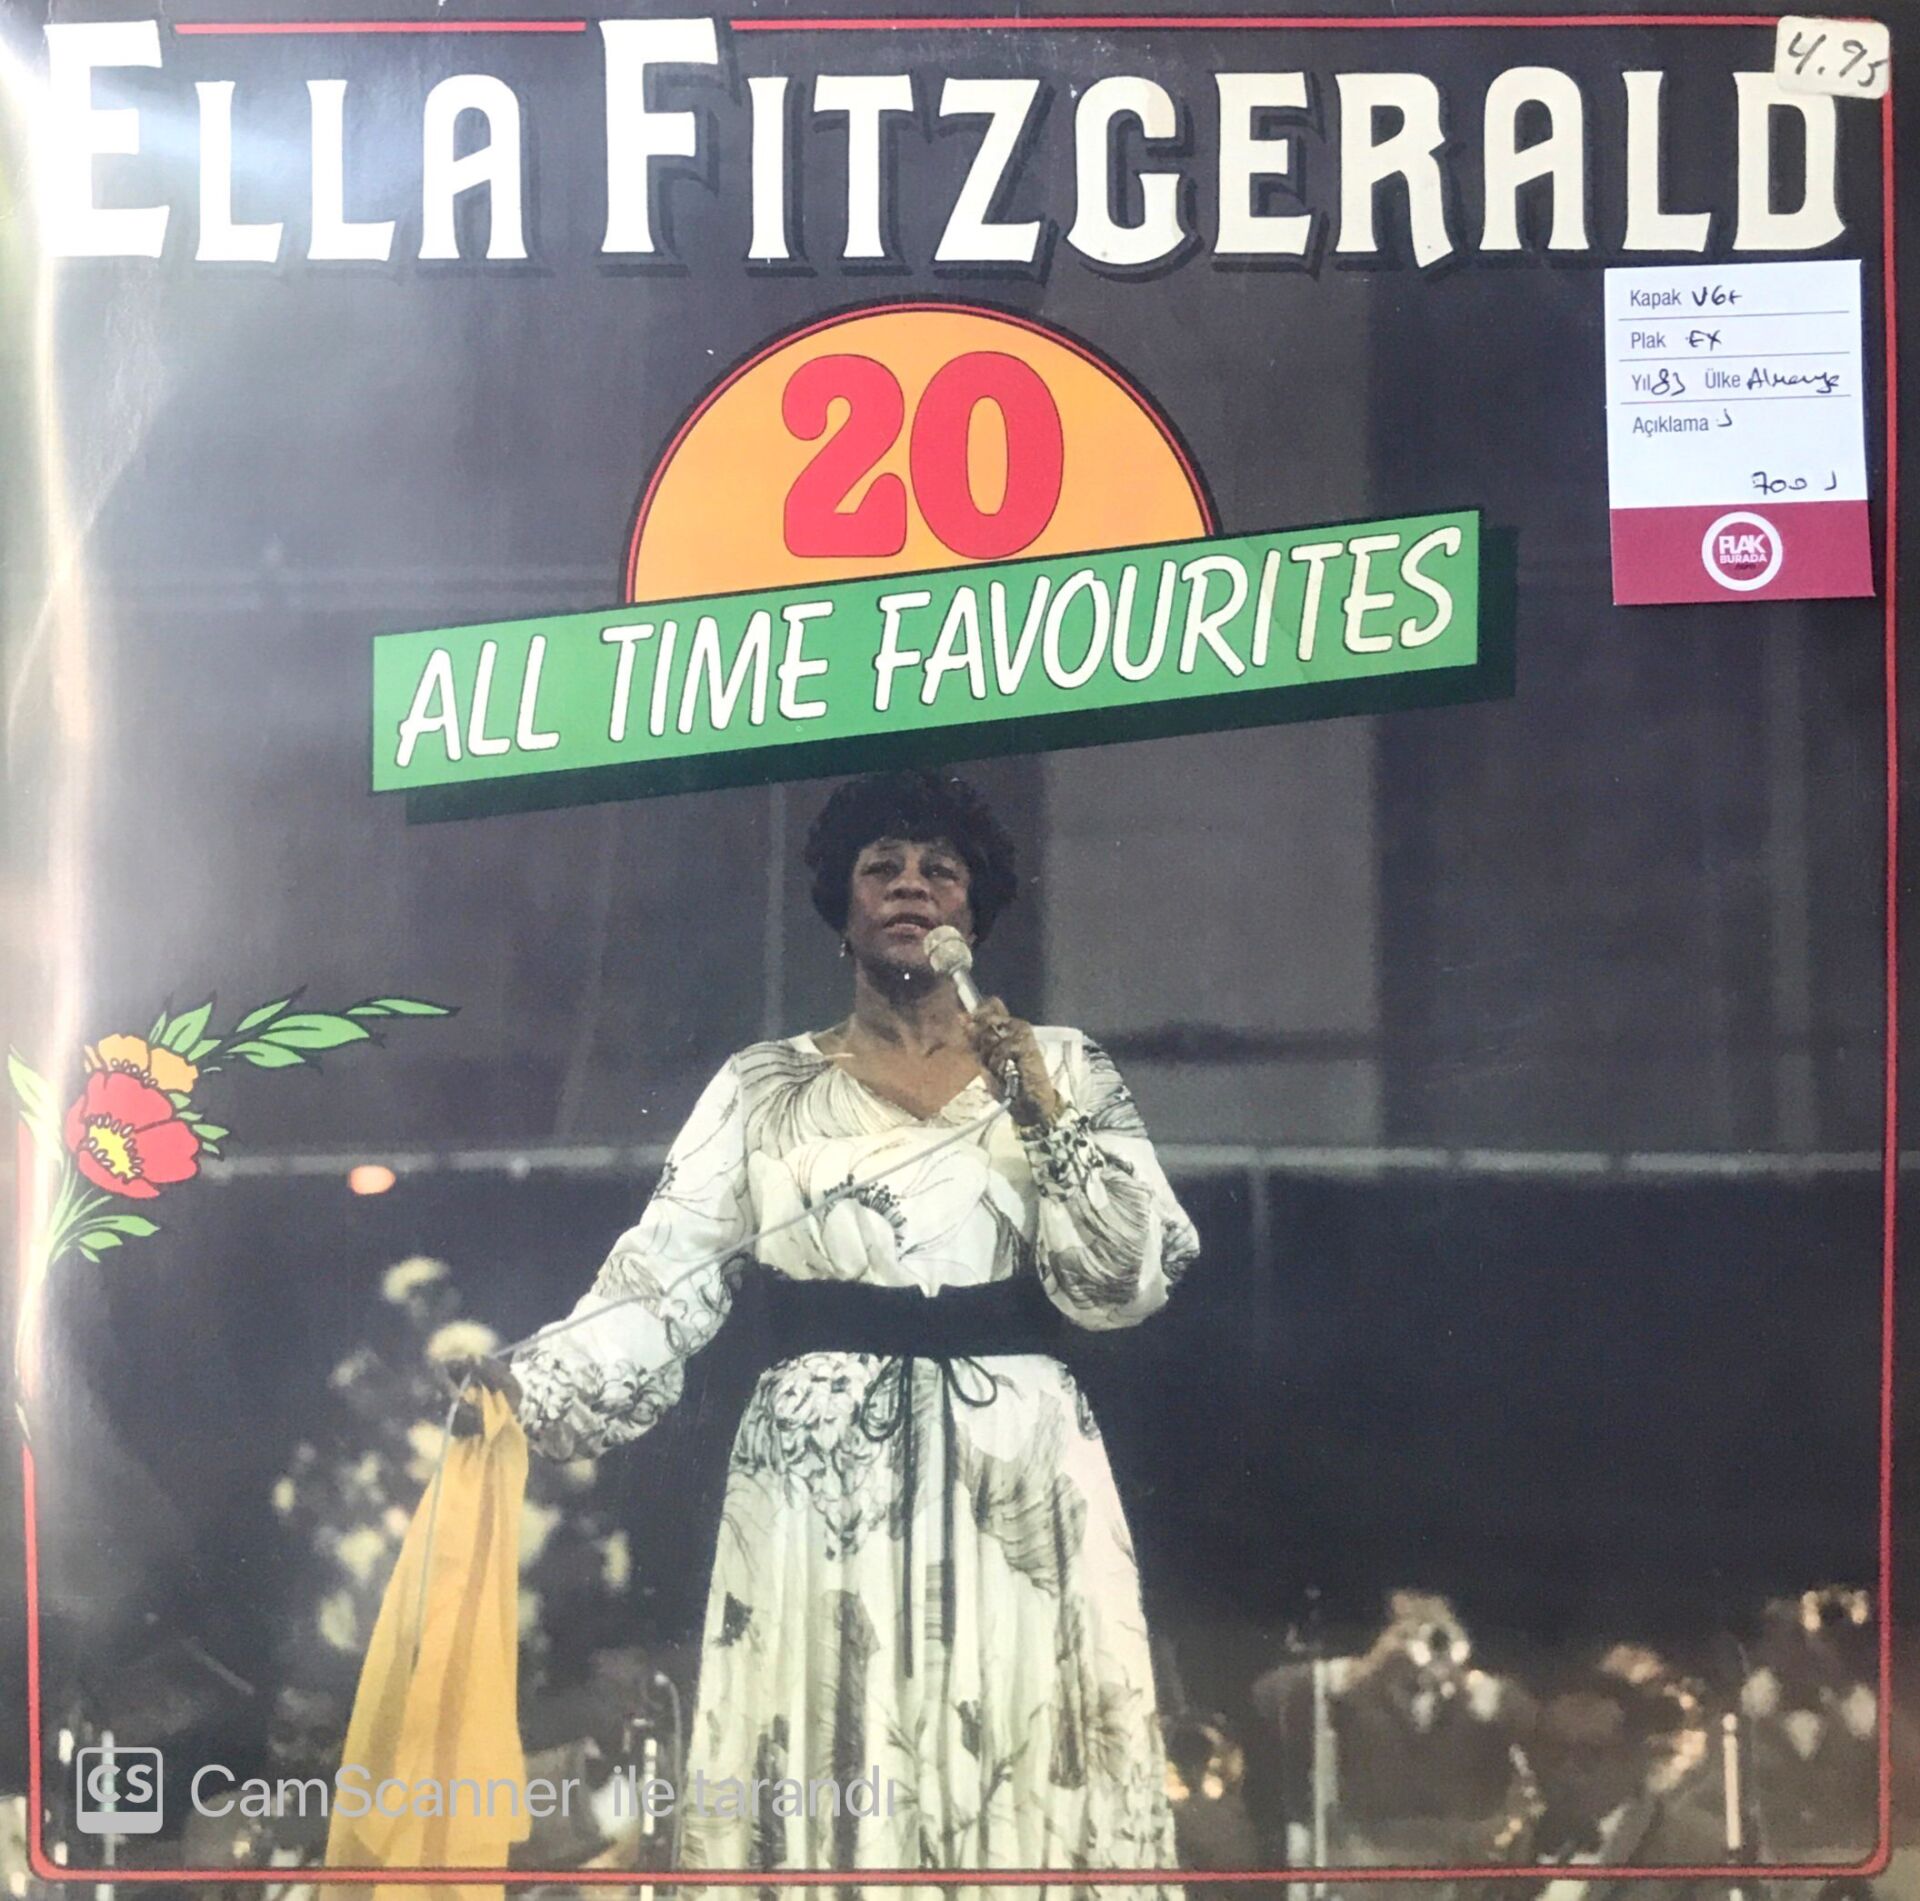 ELLA FITZGERALD
4.95
Kapak VG+
Plak EX
Yıl 83 Ülke Almanya
Açıklama
700
PLAK
BURADA
20
ALL TIME FAVOURITES
CS CamScanner ile tarandı